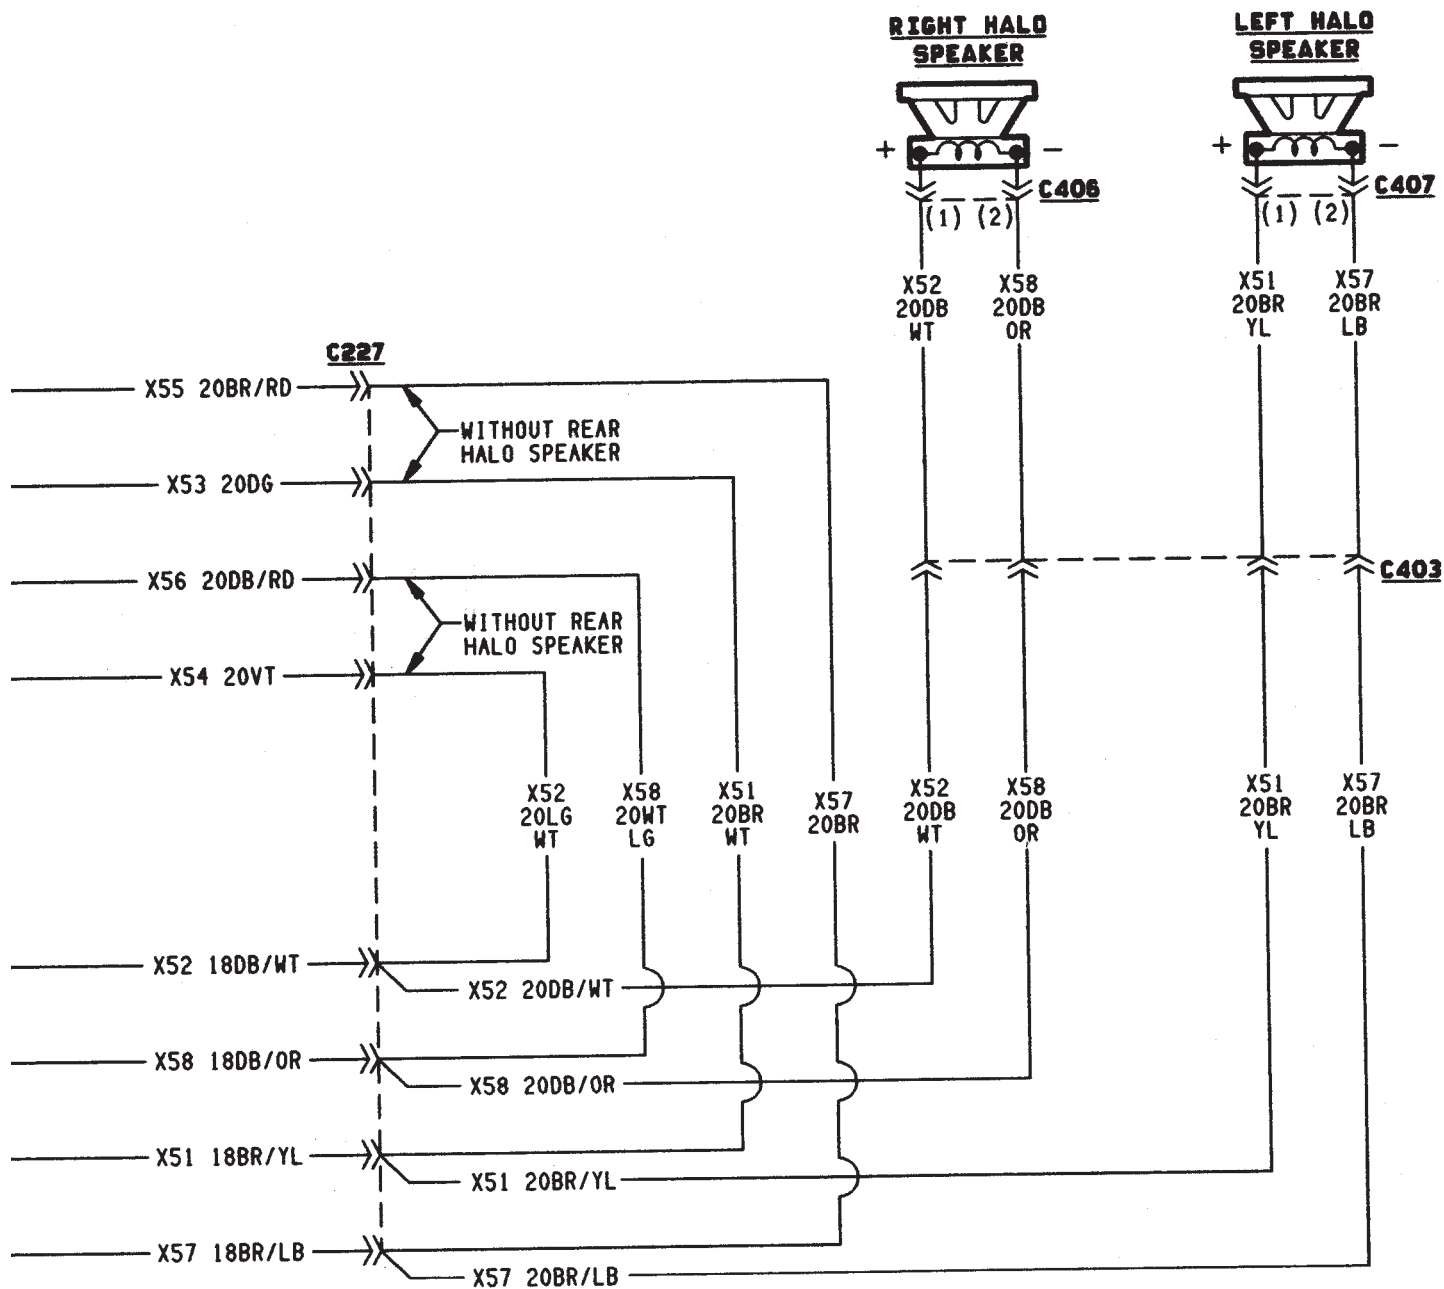 RIGHT HALO
SPEAKER
LEFT HALO
SPEAKER
+
−
C406
(1) (2)
+
−
C407
(1) (2)
X52
20DB
WT
X58
20DB
OR
X51
20BR
YL
X57
20BR
LB
C227
X55 20BR/RD
WITHOUT REAR
HALO SPEAKER
X53 20DG
X56 20DB/RD
WITHOUT REAR
HALO SPEAKER
X54 20VT
C403
X52
20LG
WT
X58
20WT
LG
X51
20BR
WT
X57
20BR
X52
20DB
WT
X58
20DB
OR
X51
20BR
YL
X57
20BR
LB
X52 18DB/WT
X52 20DB/WT
X58 18DB/OR
X58 20DB/OR
X51 18BR/YL
X51 20BR/YL
X57 18BR/LB
X57 20BR/LB